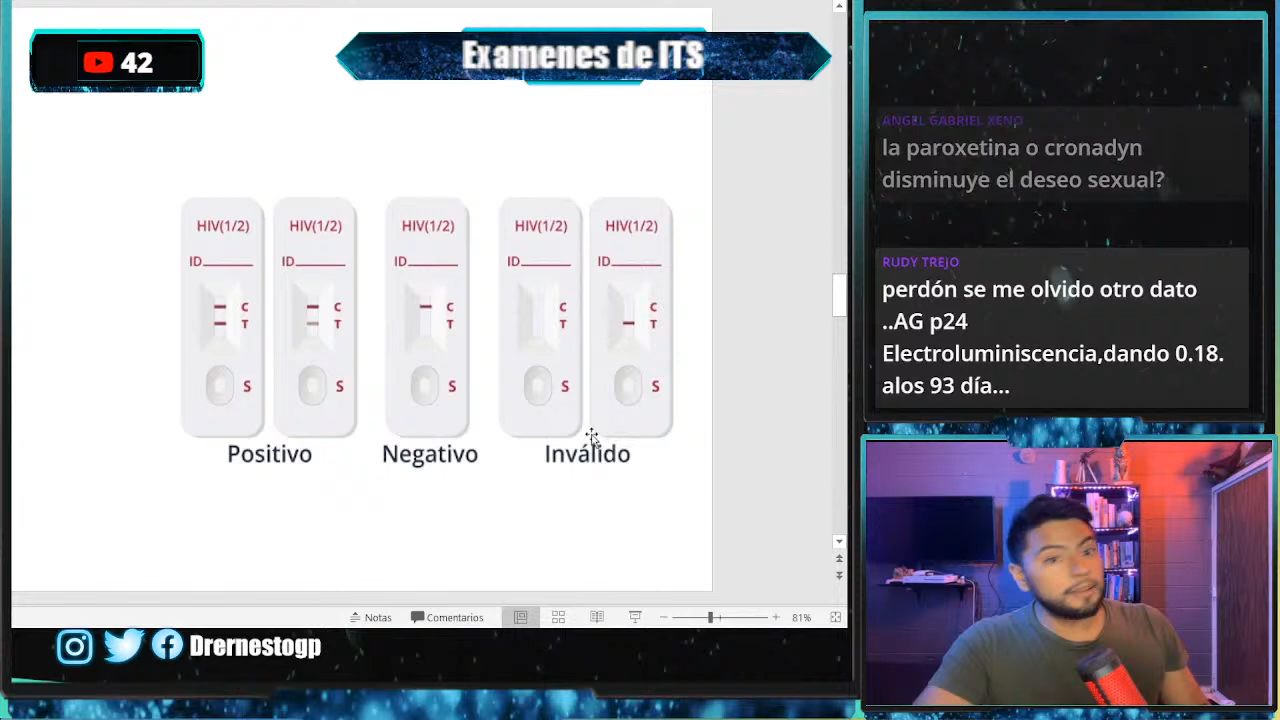 42
Examenes de ITS
ANGEL GABRIEL XENO
la paroxetina o cronadyn
disminuye el deseo sexual?
RUDY TREJO
perdón se me olvido otro dato
..AG p24
Electroluminiscencia,dando 0.18.
alos 93 día...
HIV(1/2)
ID
C
T
S
HIV(1/2)
ID
C
T
S
Positivo
HIV(1/2)
ID
C
T
S
Negativo
HIV(1/2)
ID
C
T
S
HIV(1/2)
ID
C
T
S
Inválido
Notas
Comentarios
81%
Drernestogp